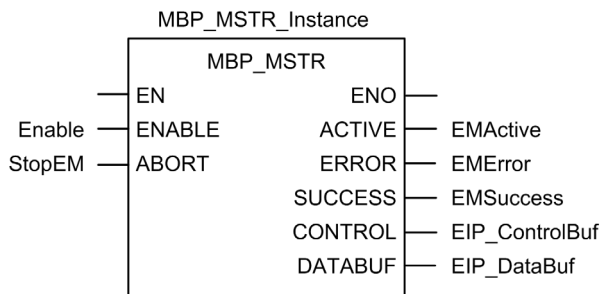 MBP_MSTR_Instance
MBP_MSTR
EN ENO
Enable ENABLE ACTIVE EMActive
StopEM ABORT ERROR EMError
SUCCESS EMSuccess
CONTROL EIP_ControlBuf
DATABUF EIP_DataBuf